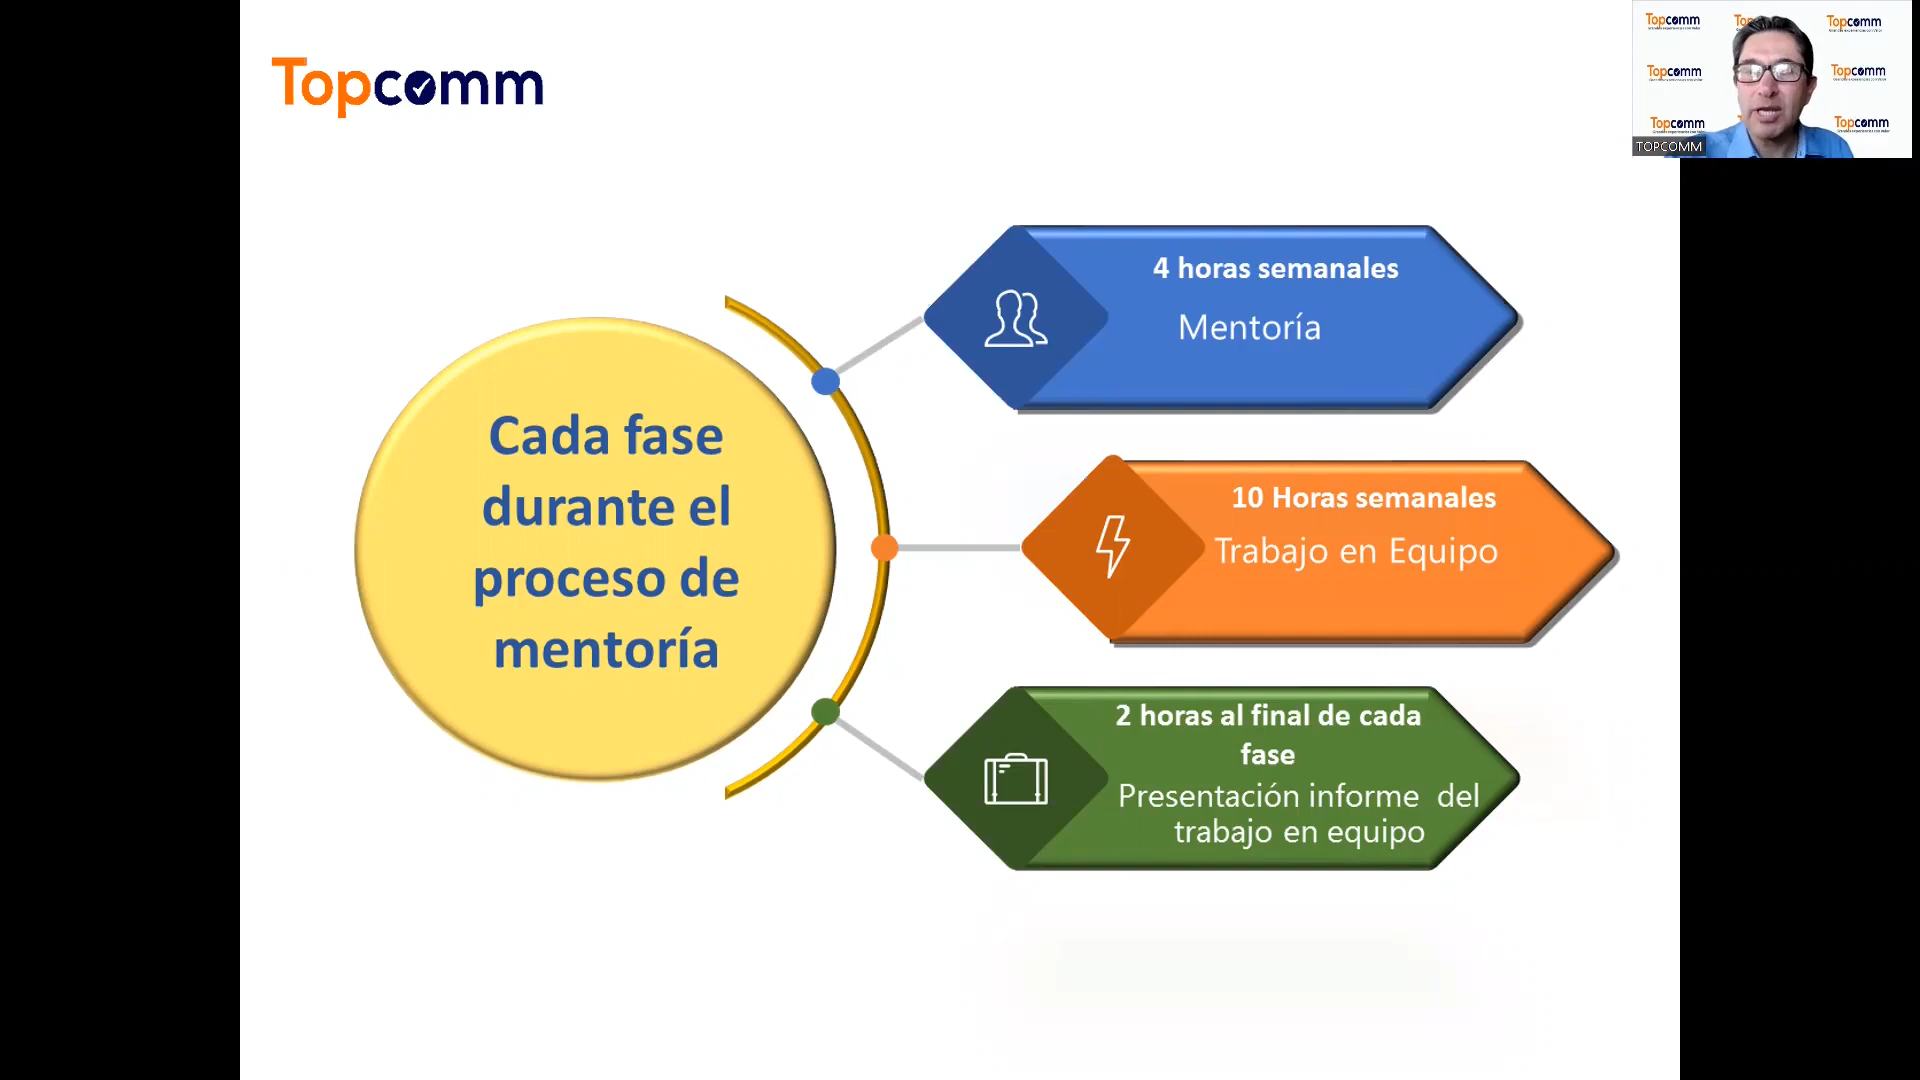 Topcomm
Cada fase
durante el
proceso de
mentoría
4 horas semanales
Mentoría
10 Horas semanales
Trabajo en Equipo
2 horas al final de cada
fase
Presentación informe del
trabajo en equipo
Topcomm
Topcomm
Topcomm
Topcomm
Topcomm
Topcomm
TOPCOMM